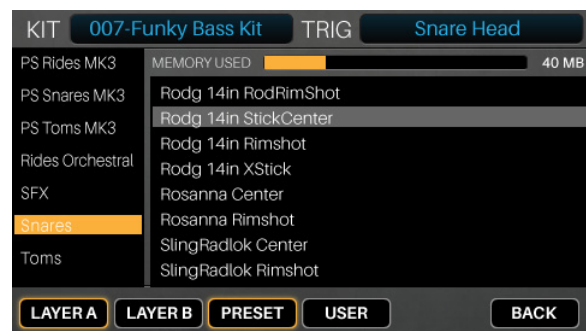 KIT 007-Funky Bass Kit TRIG Snare Head
PS Rides MK3
PS Snares MK3
PS Toms MK3
Rides Orchestral
SFX
Snares
Toms
MEMORY USED 40 MB
Rodg 14in RodRimShot
Rodg 14in StickCenter
Rodg 14in Rimshot
Rodg 14in XStick
Rosanna Center
Rosanna Rimshot
SlingRadlok Center
SlingRadlok Rimshot
LAYER A LAYER B PRESET USER BACK